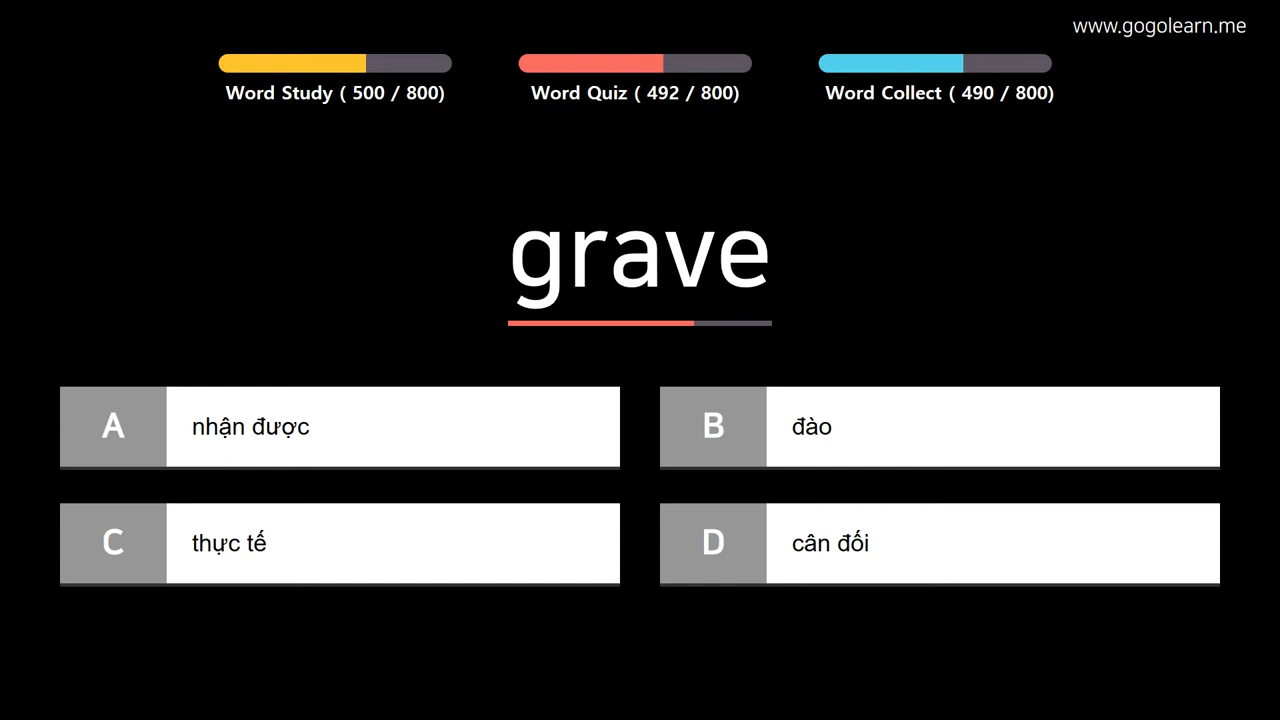 www.gogolearn.me
Word Study ( 500 / 800)
Word Quiz ( 492 / 800)
Word Collect ( 490 / 800)
grave
A nhận được
B đào
C thực tế
D cân đối